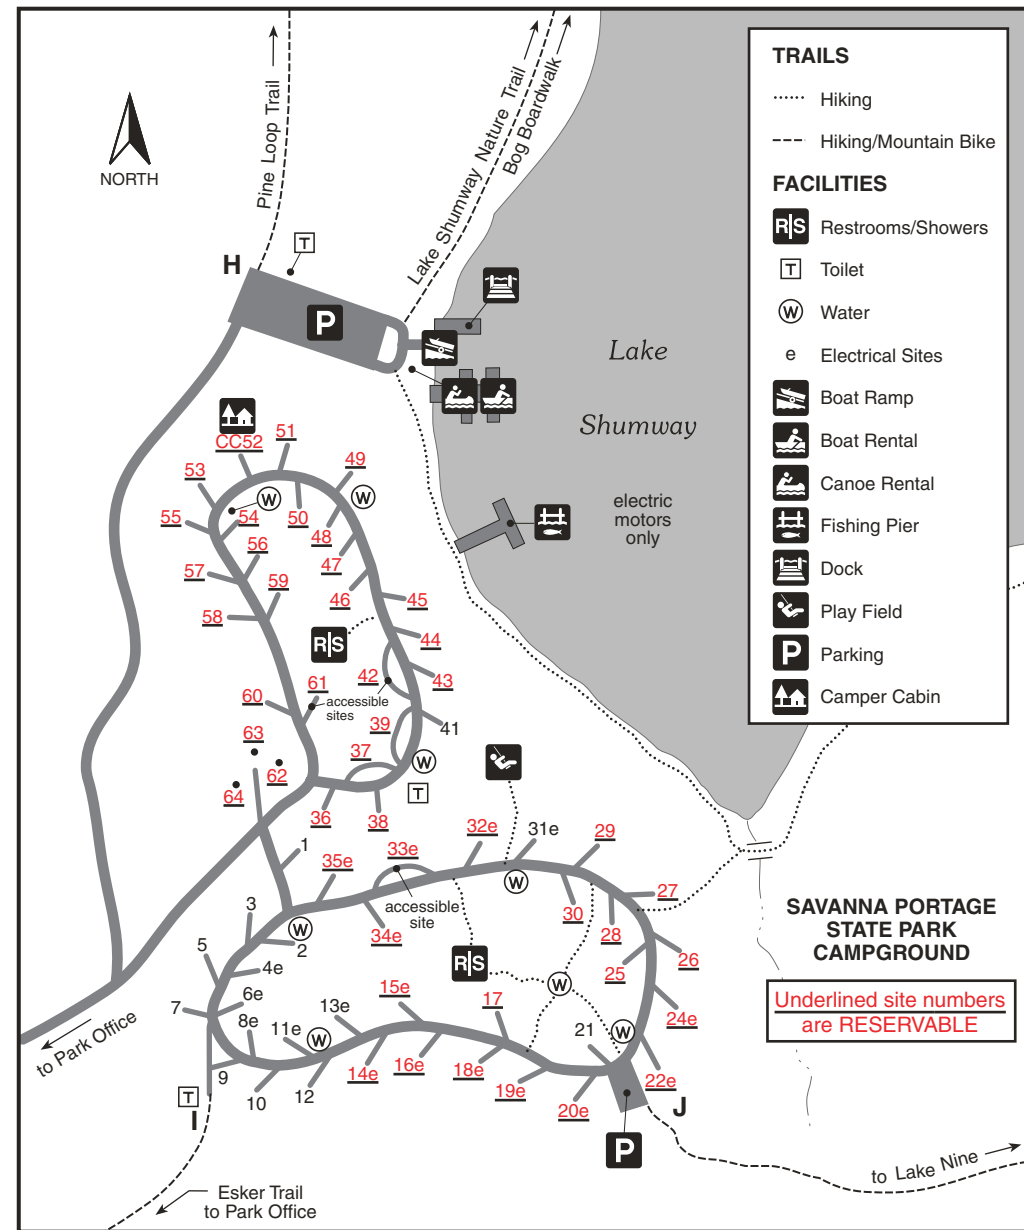 Pine Loop Trail
Lake Shumway Nature Trail
Bog Boardwalk
NORTH
TRAILS
Hiking
Hiking/Mountain Bike
FACILITIES
R|S Restrooms/Showers
T Toilet
W Water
e Electrical Sites
Boat Ramp
Boat Rental
Canoe Rental
Fishing Pier
Dock
Play Field
P Parking
Camper Cabin
H
T
P
Lake
Shumway
electric
motors
only
CC52
51
53
49
W
W
55
54
50
48
56
47
57
59
46
45
58
R|S
44
42
43
61
accessible
sites
60
39
41
63
37
W
62
64
T
36
38
1
32e
31e
29
33e
35e
W
27
3
accessible
site
30
W
34e
28
2
5
R|S
26
4e
25
W
15e
17
6e
7
13e
24e
8e
11e
W
21
W
14e
16e
18e
9
22e
12
19e
10
20e
T
I
J
P
to Park Office
Esker Trail
to Park Office
to Lake Nine
SAVANNA PORTAGE
STATE PARK
CAMPGROUND
Underlined site numbers
are RESERVABLE